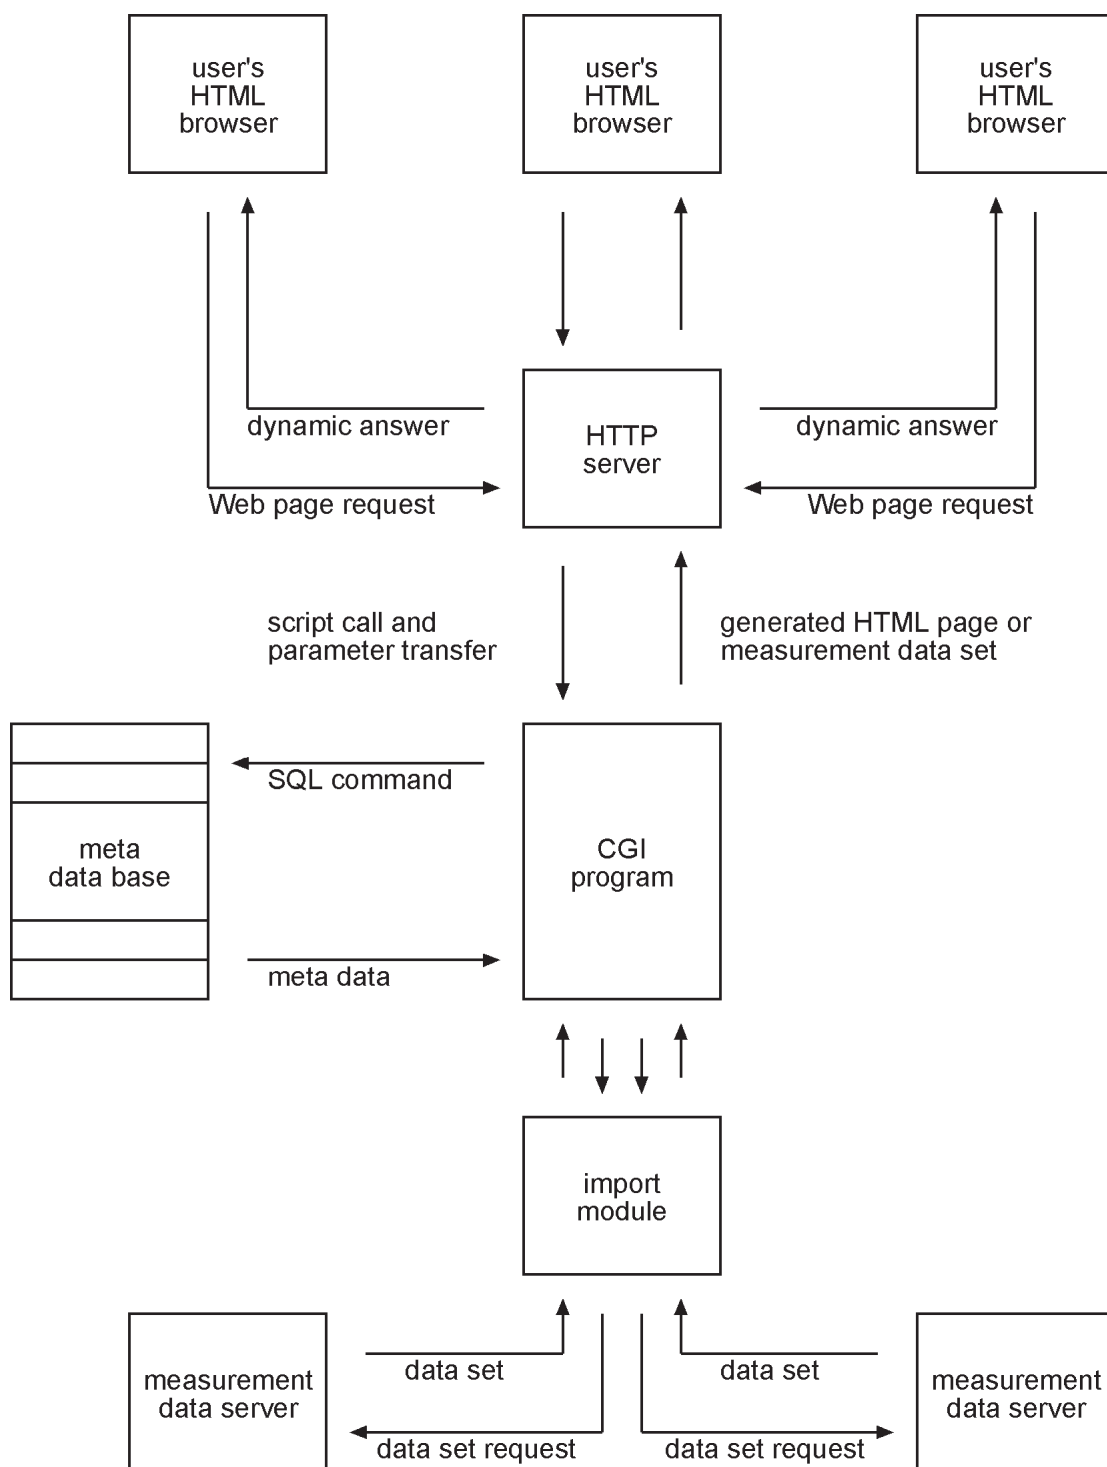 user's
HTML
browser
user's
HTML
browser
user's
HTML
browser
dynamic answer
Web page request
HTTP
server
dynamic answer
Web page request
script call and
parameter transfer
generated HTML page or
measurement data set
meta
data base
SQL command
meta data
CGI
program
import
module
measurement
data server
data set
data set request
data set
data set request
measurement
data server